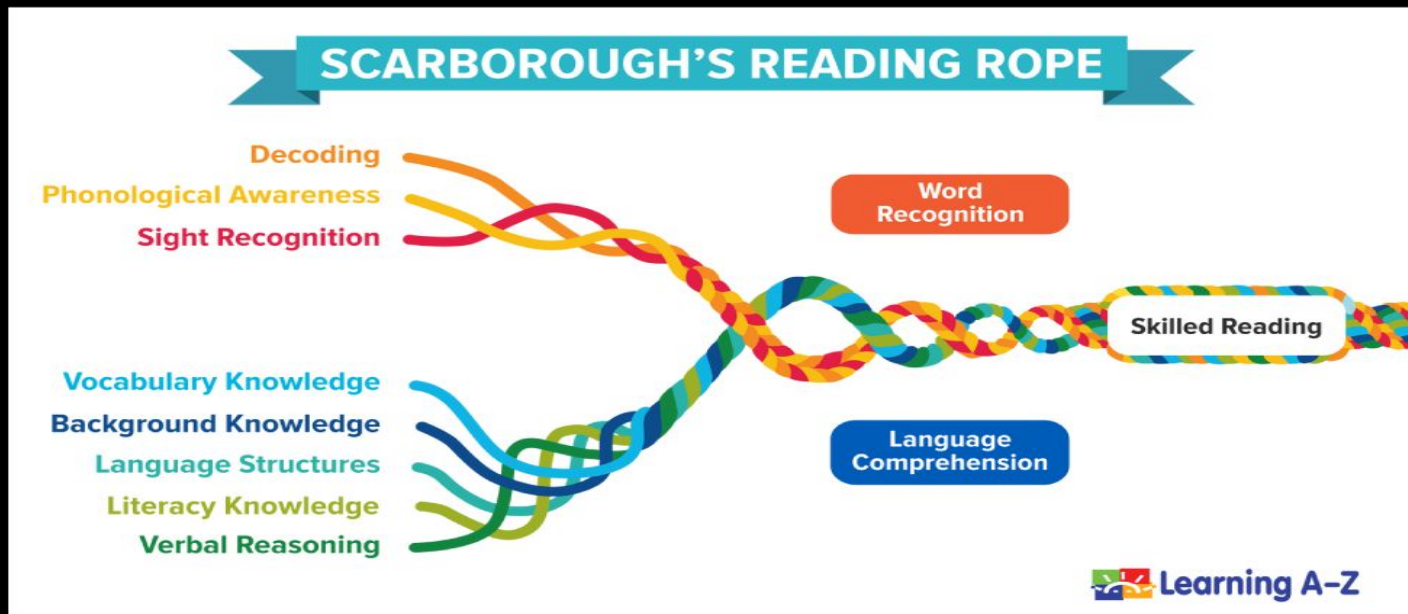 SCARBOROUGH'S READING ROPE
Decoding
Phonological Awareness
Sight Recognition
Word
Recognition
Skilled Reading
Vocabulary Knowledge
Background Knowledge
Language Structures
Literacy Knowledge
Verbal Reasoning
Language
Comprehension
Learning A-Z